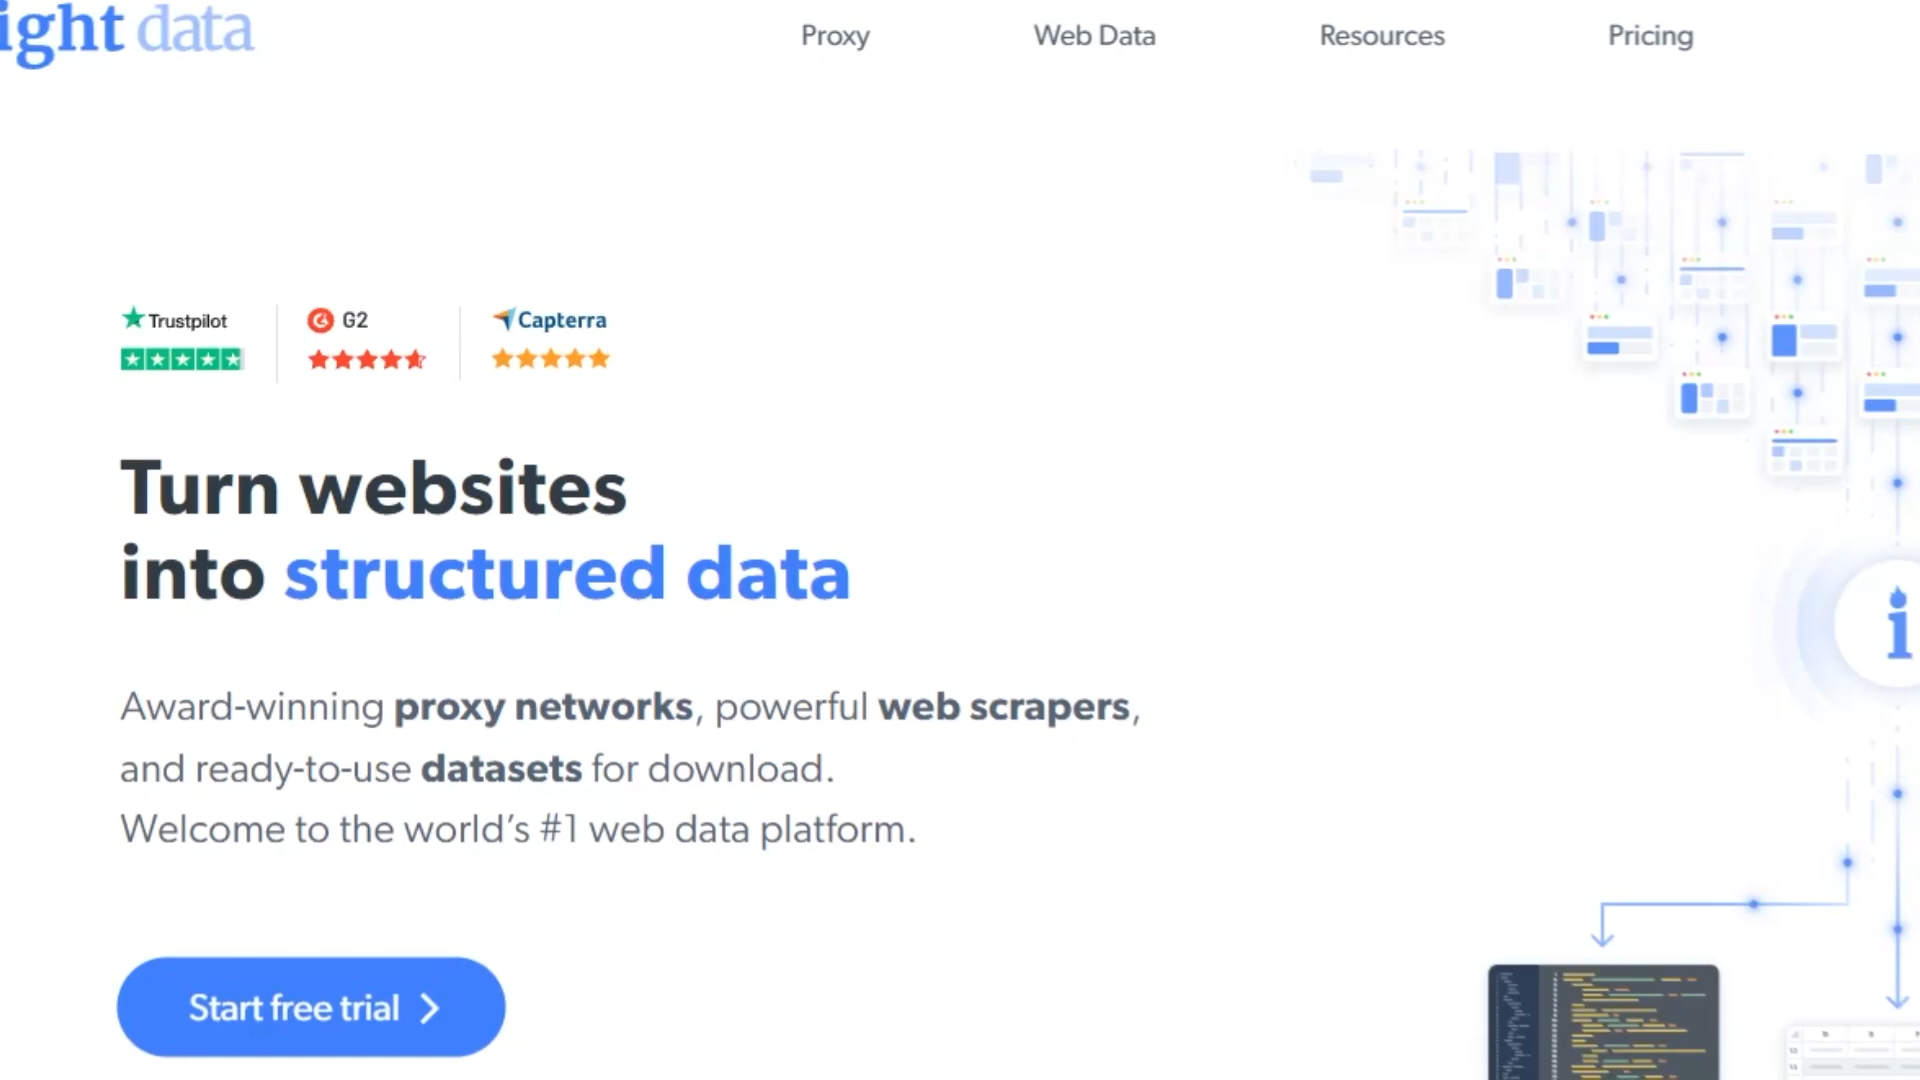 ight data
Proxy
Web Data
Resources
Pricing
Trustpilot
G2
Capterra
Turn websites
into structured data
Award-winning proxy networks, powerful web scrapers,
and ready-to-use datasets for download.
Welcome to the world’s #1 web data platform.
Start free trial
i